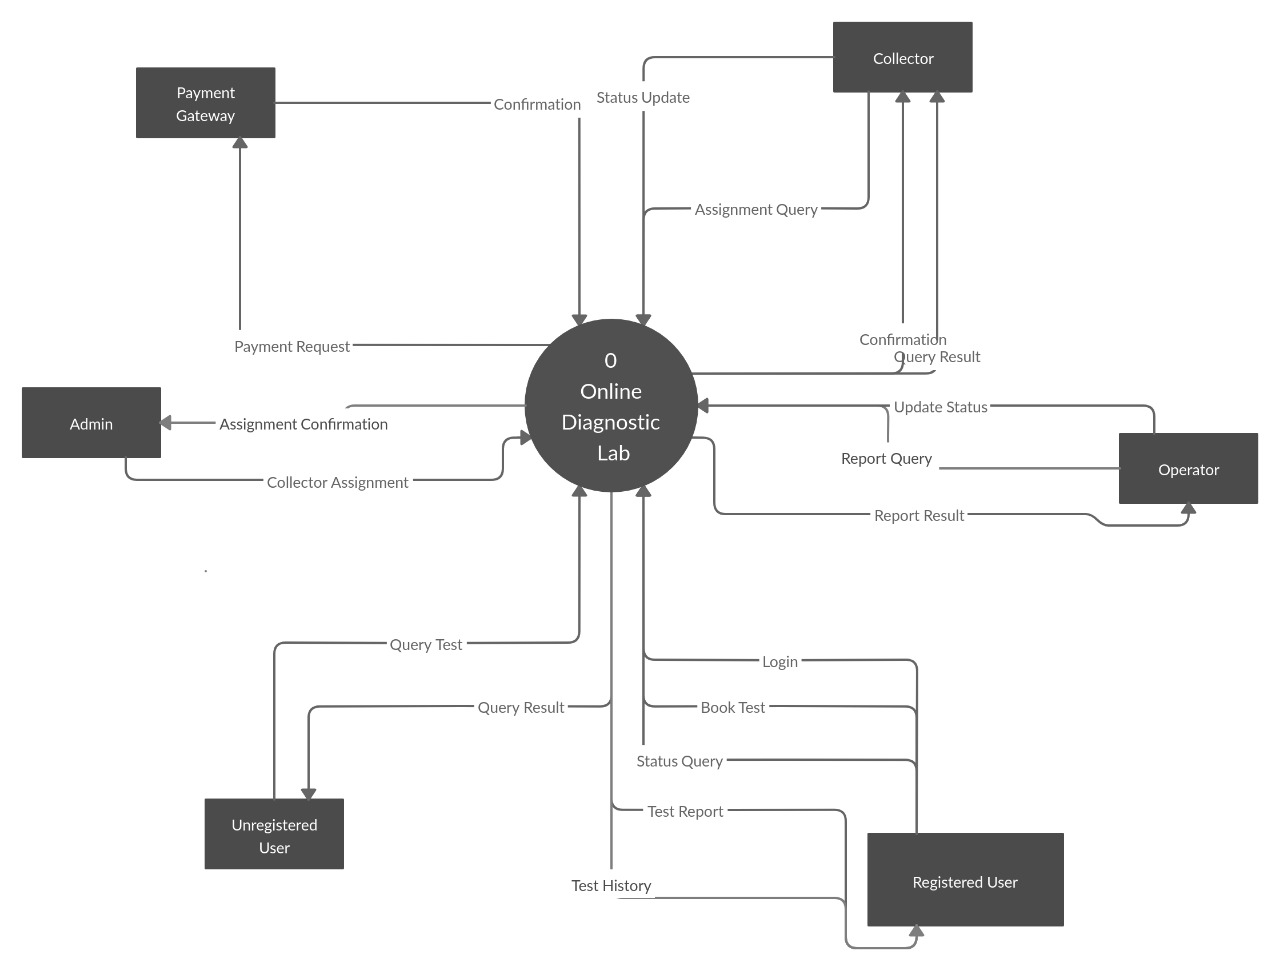 Collector
Payment
Gateway
Confirmation
Status Update
Assignment Query
Confirmation
Query Result
Payment Request
0
Online
Diagnostic
Lab
Admin
Assignment Confirmation
Update Status
Report Query
Operator
Collector Assignment
Report Result
Query Test
Login
Query Result
Book Test
Status Query
Test Report
Unregistered
User
Test History
Registered User